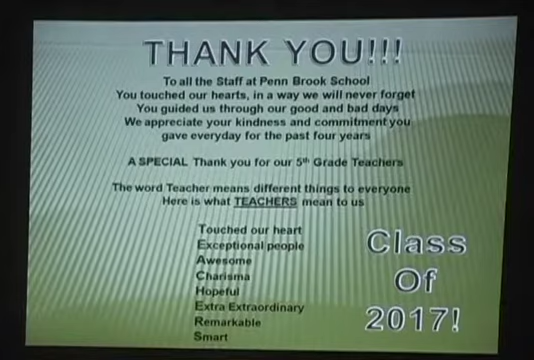 THANK YOU!!!
To all the Staff at Penn Brook School
You touched our hearts, in a way we will never forget
You guided us through our good and bad days
We appreciate your kindness and commitment you
gave everyday for the past four years
A SPECIAL Thank you for our 5th Grade Teachers
The word Teacher means different things to everyone
Here is what TEACHERS mean to us
Touched our heart
Exceptional people
Awesome
Charisma
Hopeful
Extra Extraordinary
Remarkable
Smart
Class
Of
2017!